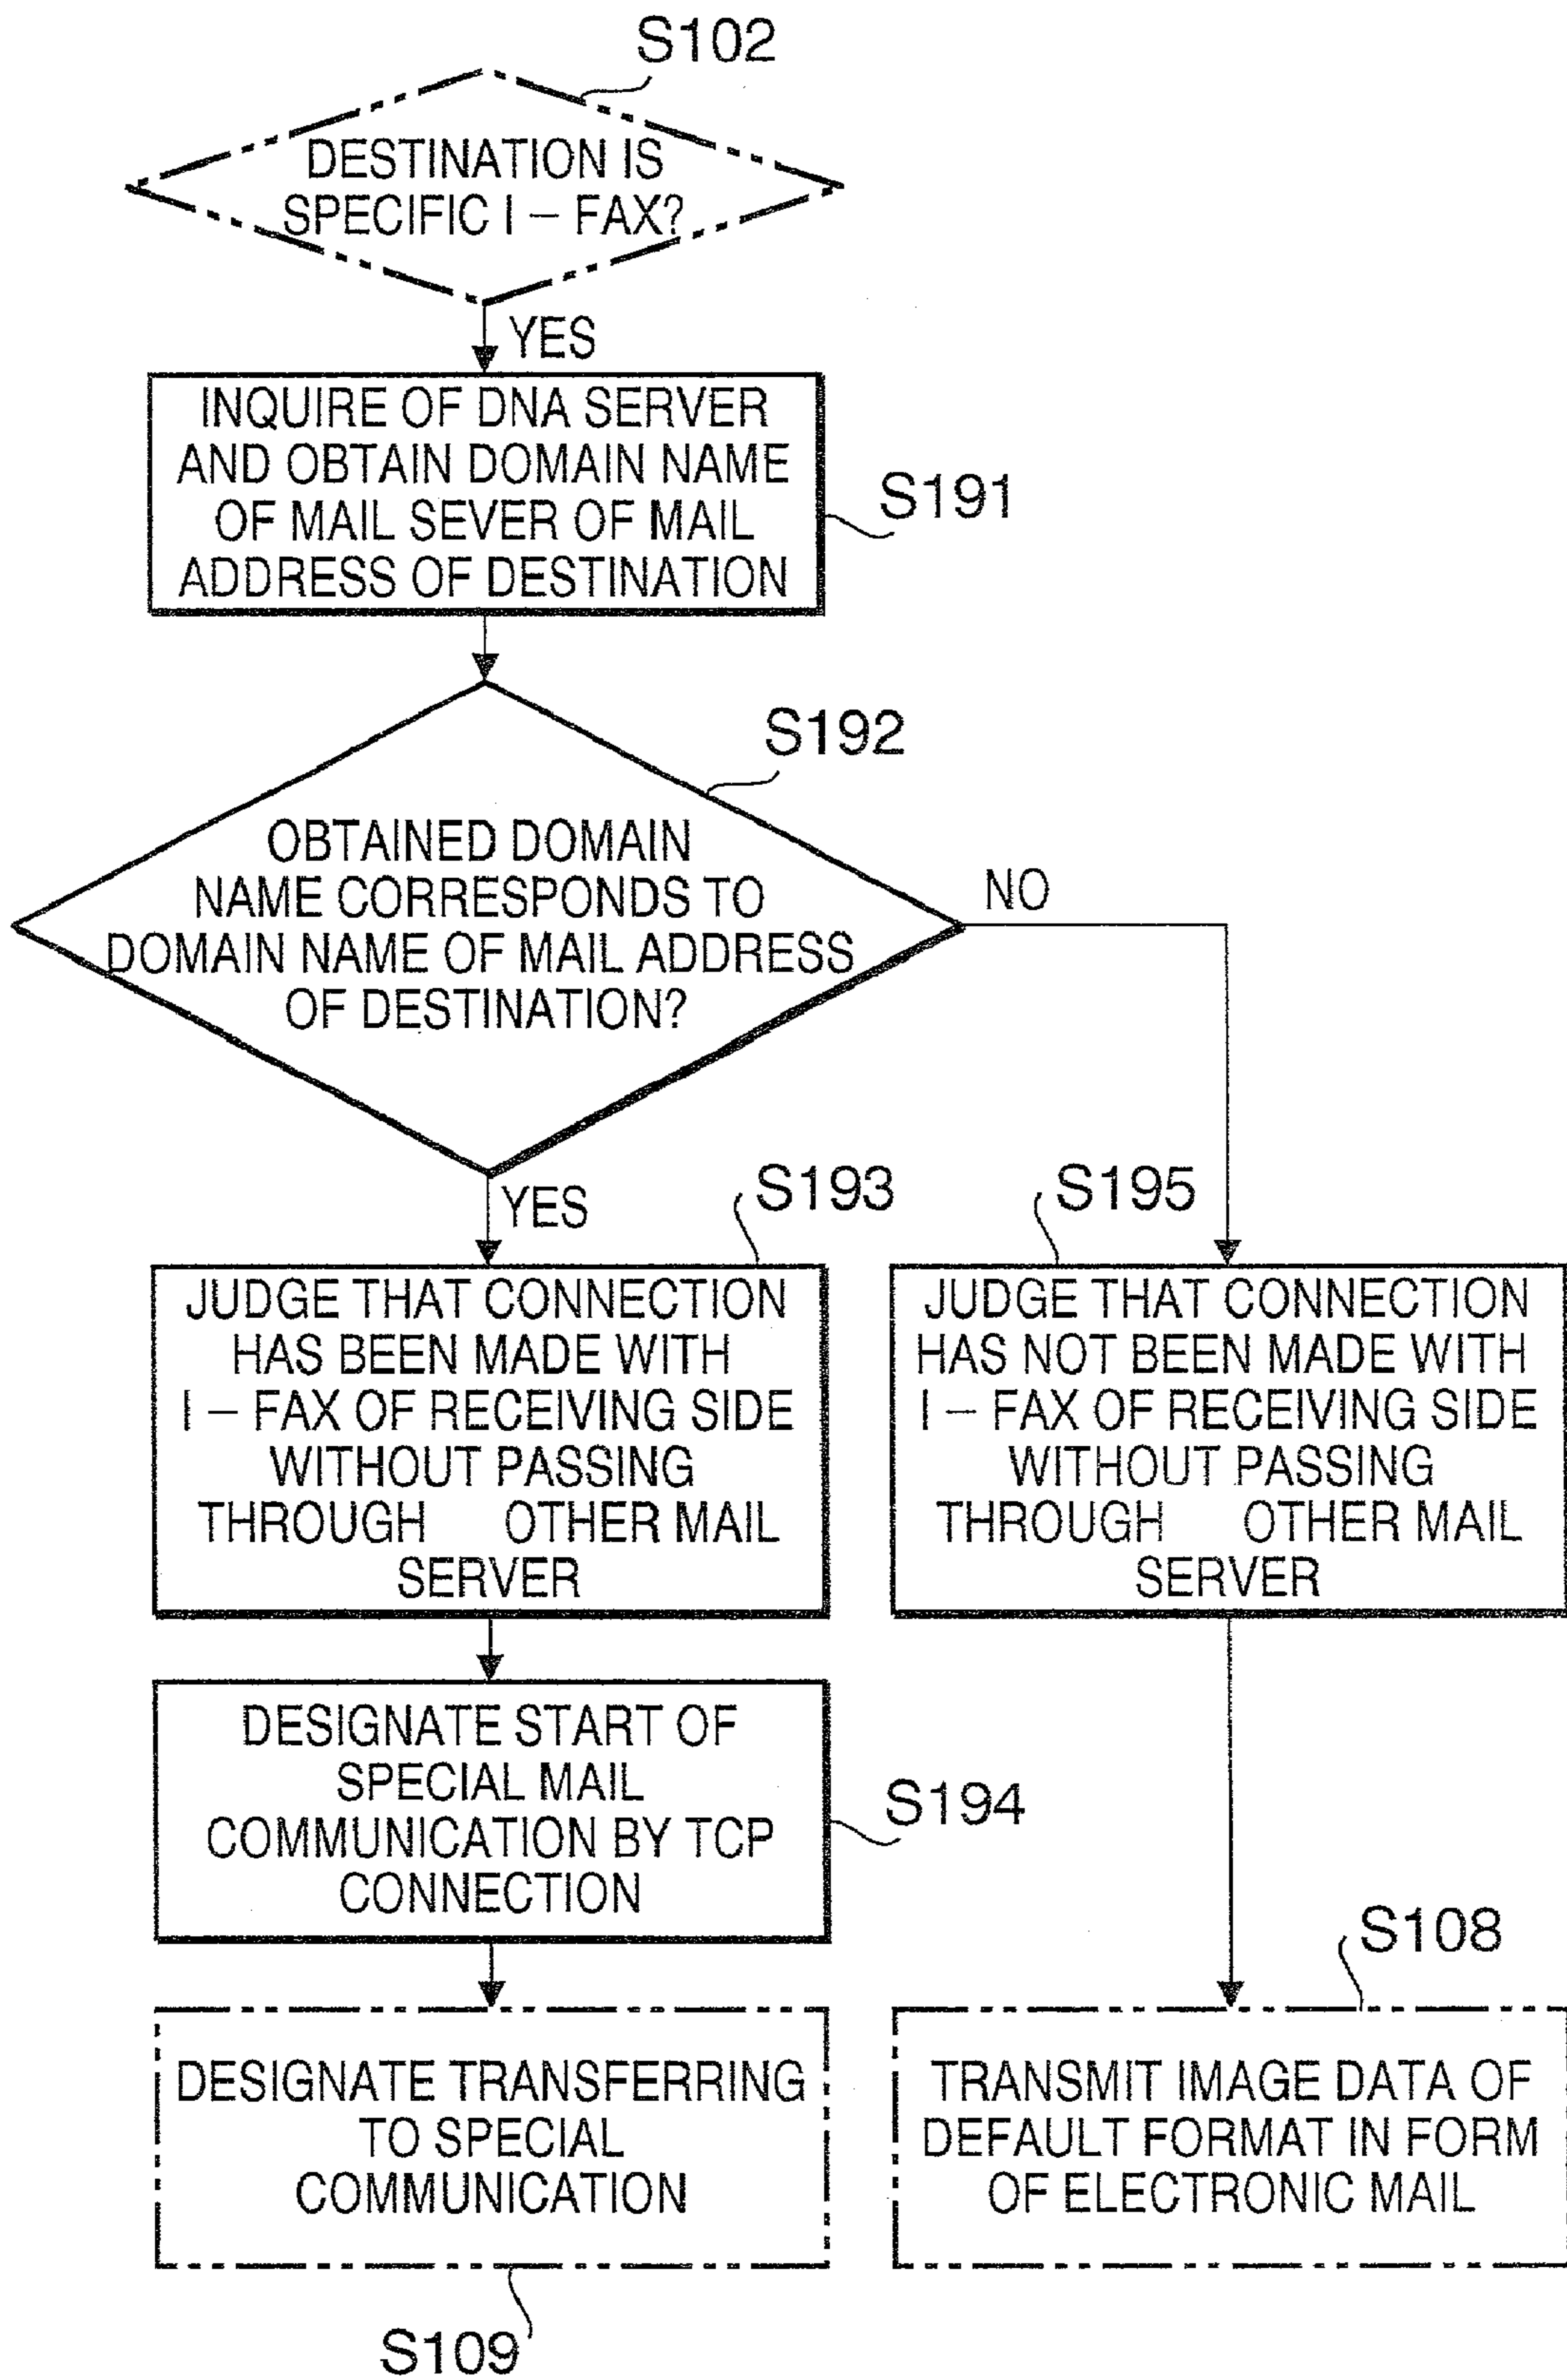 S102
DESTINATION IS
SPECIFIC I – FAX?
YES
INQUIRE OF DNA SERVER
AND OBTAIN DOMAIN NAME
OF MAIL SEVER OF MAIL
ADDRESS OF DESTINATION
S191
S192
OBTAINED DOMAIN
NAME CORRESPONDS TO
DOMAIN NAME OF MAIL ADDRESS
OF DESTINATION?
NO
YES
S193
JUDGE THAT CONNECTION
HAS BEEN MADE WITH
I – FAX OF RECEIVING SIDE
WITHOUT PASSING
THROUGH OTHER MAIL
SERVER
S195
JUDGE THAT CONNECTION
HAS NOT BEEN MADE WITH
I – FAX OF RECEIVING SIDE
WITHOUT PASSING
THROUGH OTHER MAIL
SERVER
DESIGNATE START OF
SPECIAL MAIL
COMMUNICATION BY TCP
CONNECTION
S194
DESIGNATE TRANSFERRING
TO SPECIAL
COMMUNICATION
S109
S108
TRANSMIT IMAGE DATA OF
DEFAULT FORMAT IN FORM
OF ELECTRONIC MAIL